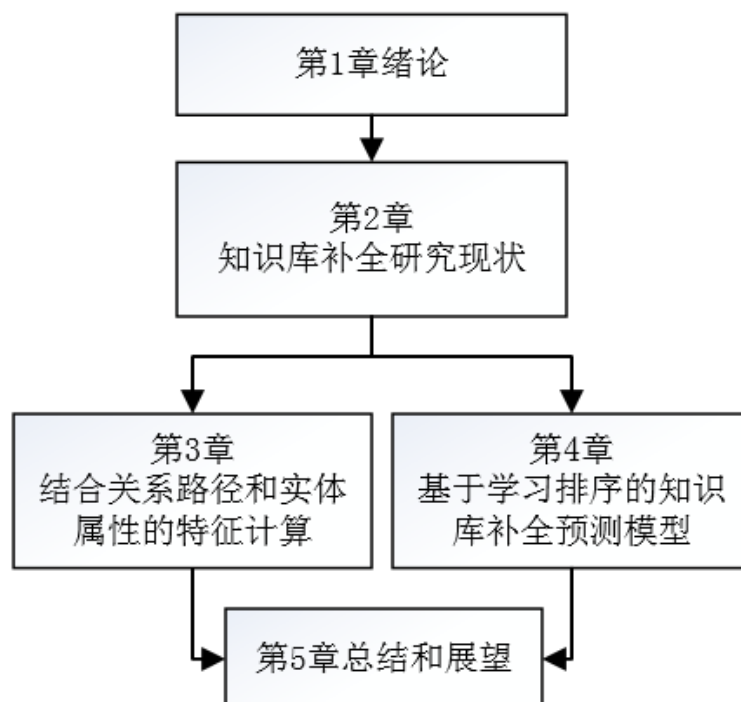 第1章绪论
第2章
知识库补全研究现状
第3章
结合关系路径和实体
属性的特征计算
第4章
基于学习排序的知识
库补全预测模型
第5章总结和展望